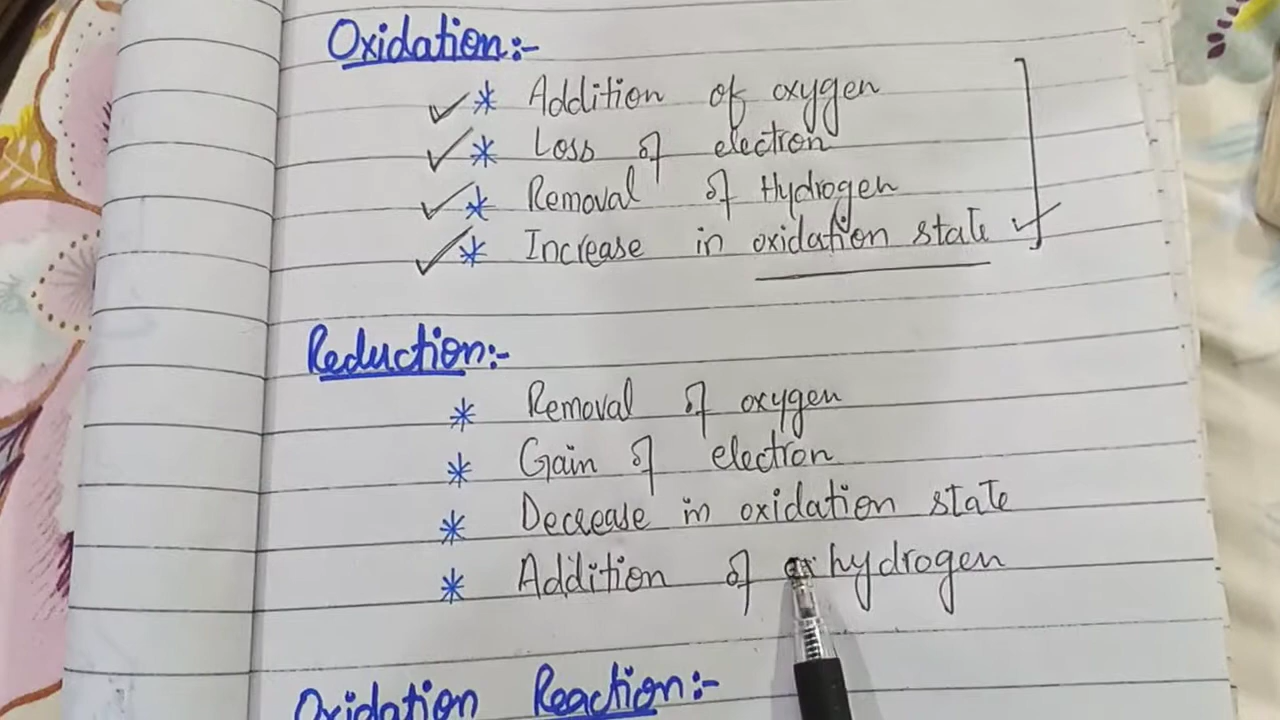 Oxidation:-
✓* Addition of oxygen
✓* Loss of electron
✓* Removal of Hydrogen
✓* Increase in oxidation state ✓
Reduction:-
* Removal of oxygen
* Gain of electron
* Decrease in oxidation state
* Addition of hydrogen
Oxidation Reaction:-